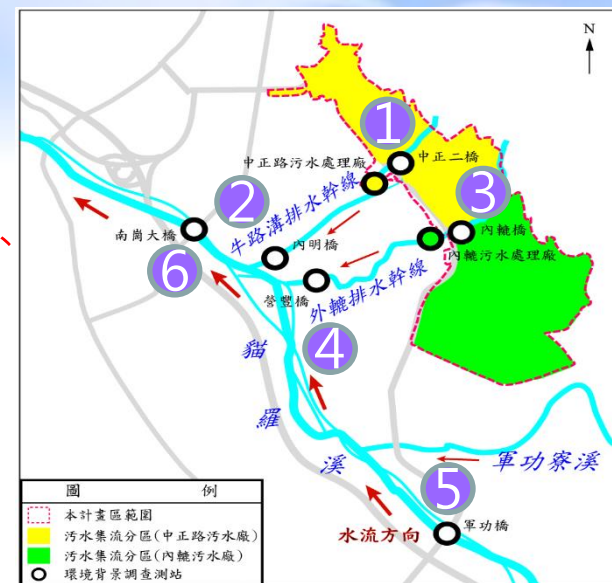 N
1
中正路污水處理廠
中正二橋
2
3
牛路溝排水幹線
內轆橋
南崗大橋
內明橋
內轆污水處理廠
6
營豐橋
外轆排水幹線
4
貓羅溪
軍功寮溪
5
水流方向
軍功橋
圖 例
本計畫區範圍
污水集流分區(中正路污水廠)
污水集流分區(內轆污水廠)
環境背景調查測站